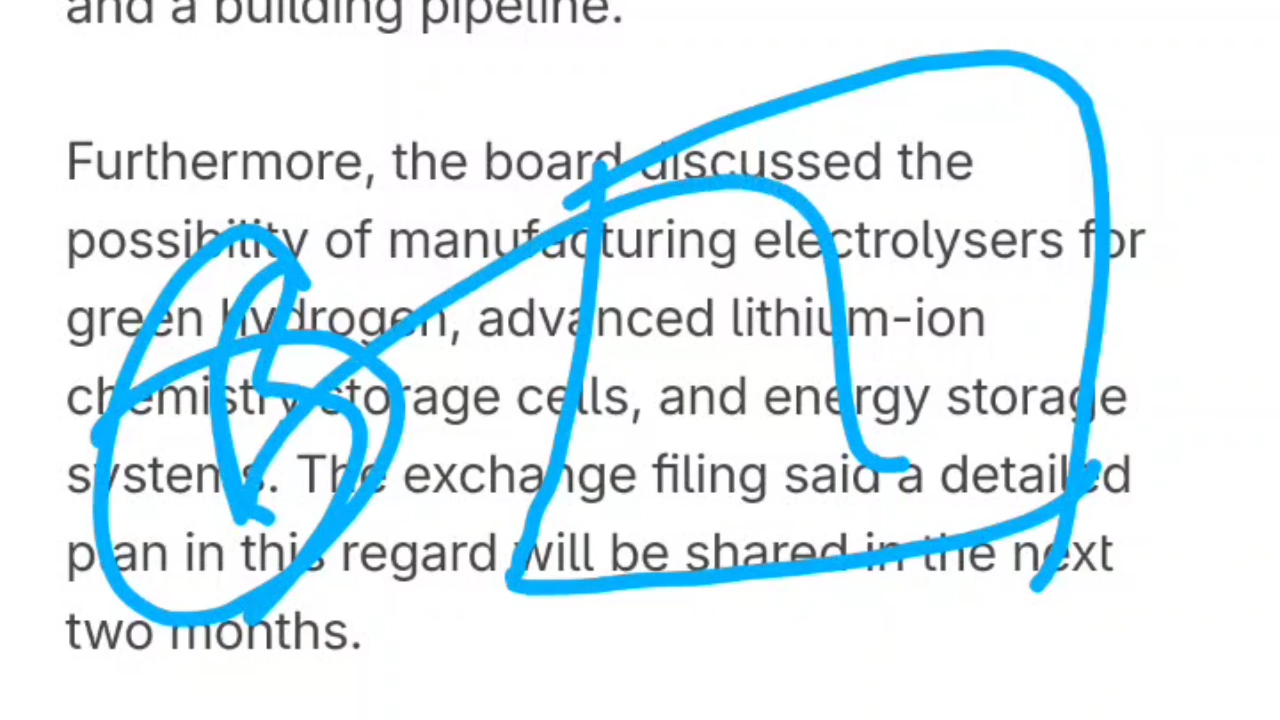 and a building pipeline.
Furthermore, the board discussed the
possibility of manufacturing electrolysers for
green hydrogen, advanced lithium-ion
chemistry storage cells, and energy storage
systems. The exchange filing said a detailed
plan in this regard will be shared in the next
two months.